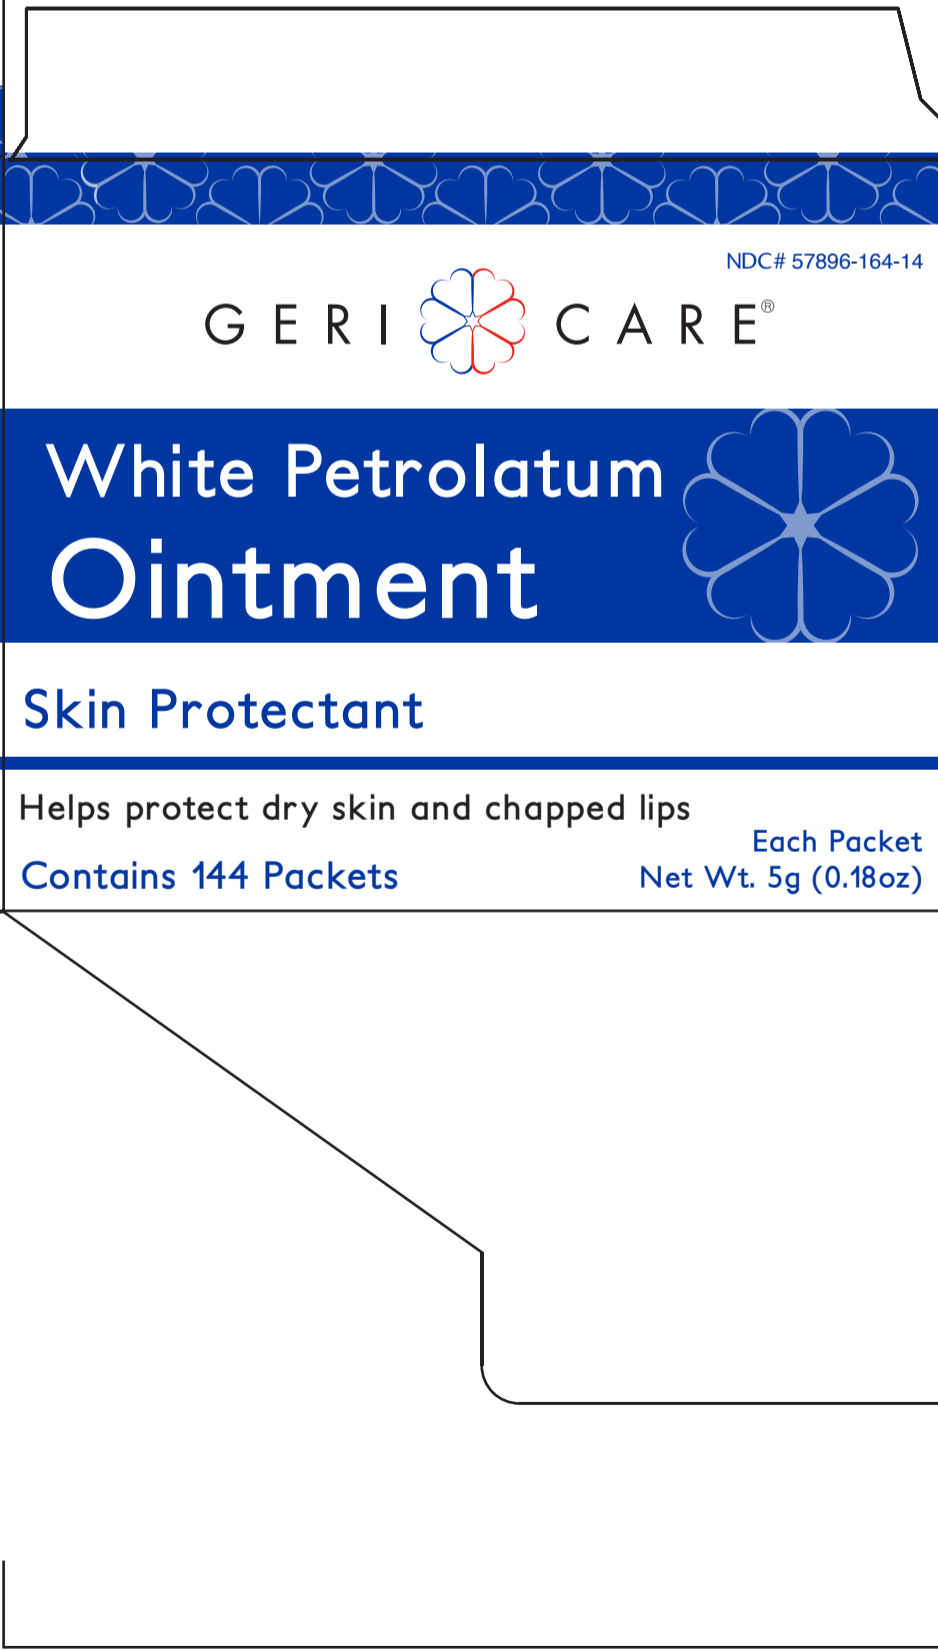 NDC# 57896-164-14
GERI CARE®
White Petrolatum
Ointment
Skin Protectant
Helps protect dry skin and chapped lips
Each Packet
Contains 144 Packets
Net Wt. 5g (0.18oz)